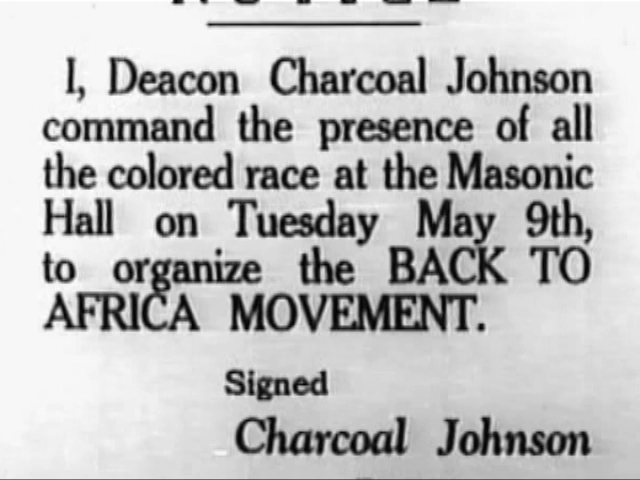 NOTICE
I, Deacon Charcoal Johnson
command the presence of all
the colored race at the Masonic
Hall on Tuesday May 9th,
to organize the BACK TO
AFRICA MOVEMENT.
Signed
Charcoal Johnson